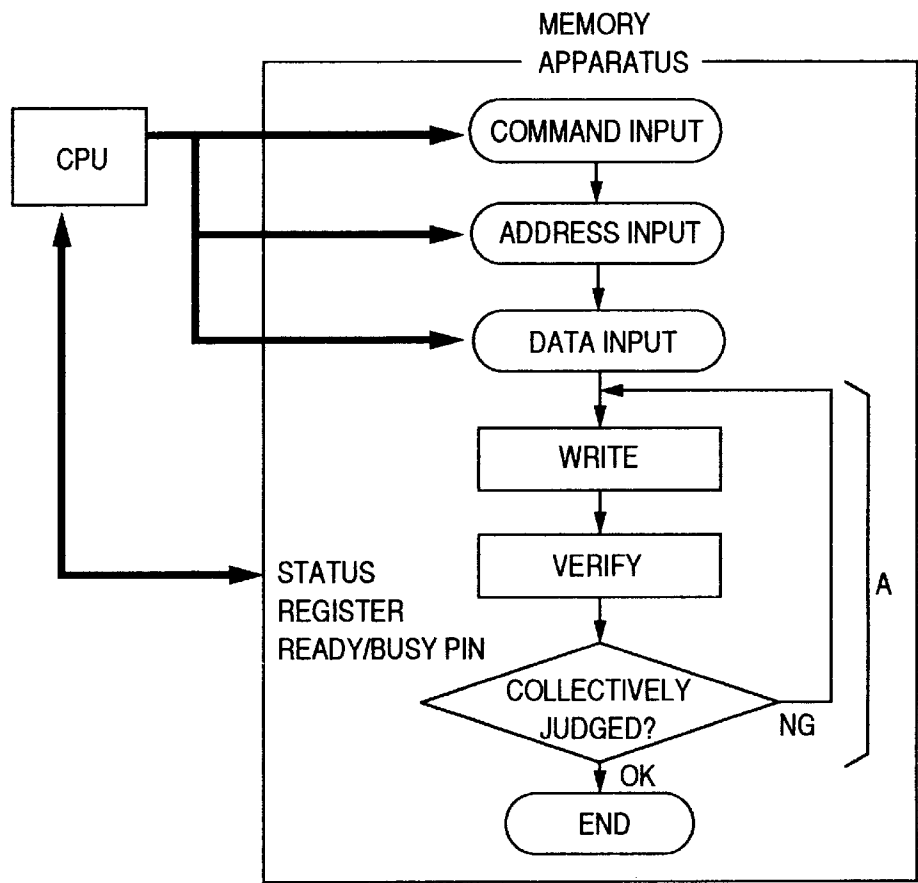 MEMORY
APPARATUS
CPU
COMMAND INPUT
ADDRESS INPUT
DATA INPUT
WRITE
VERIFY
A
STATUS
REGISTER
READY/BUSY PIN
COLLECTIVELY
JUDGED?
NG
OK
END